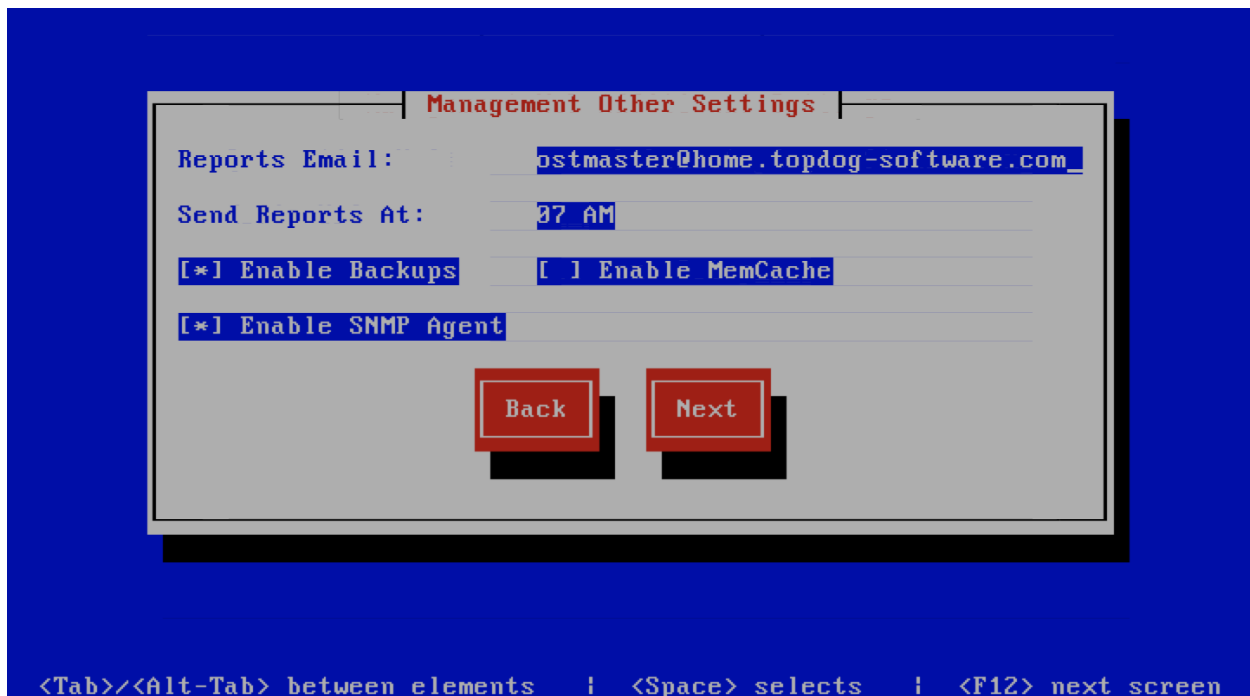 Management Other Settings
Reports Email: ostmaster@home.topdog-software.com_
Send Reports At: 07 AM
[*] Enable Backups [ ] Enable MemCache
[*] Enable SNMP Agent
Back Next
<Tab>/<Alt-Tab> between elements | <Space> selects | <F12> next screen